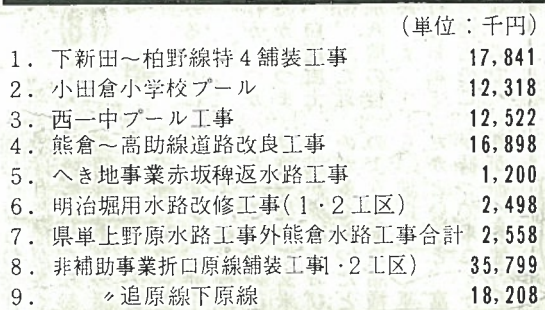 (単位：千円)
1. 下新田～柏野線特4舗装工事 17,841
2. 小田倉小学校プール 12,318
3. 西一中プール工事 12,522
4. 熊倉～高助線道路改良工事 16,898
5. へき地事業赤坂稗返水路工事 1,200
6. 明治堀用水路改修工事(1・2工区) 2,498
7. 県単上野原水路工事外熊倉水路工事合計 2,558
8. 非補助事業折口原線舗装工事1・2工区) 35,799
9. 〃追原線下原線 18,208